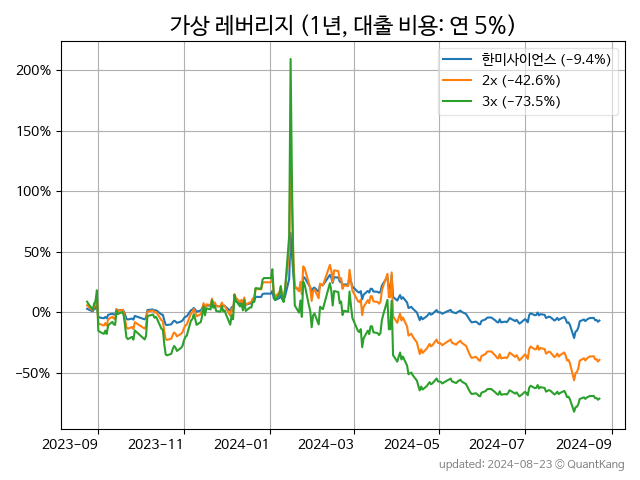 가상 레버리지 (1년, 대출 비용: 연 5%)
한미사이언스 (−9.4%)
2x (−42.6%)
3x (−73.5%)
200%
150%
100%
50%
0%
−50%
2023-09
2023-11
2024-01
2024-03
2024-05
2024-07
2024-09
updated: 2024-08-23 © QuantKang